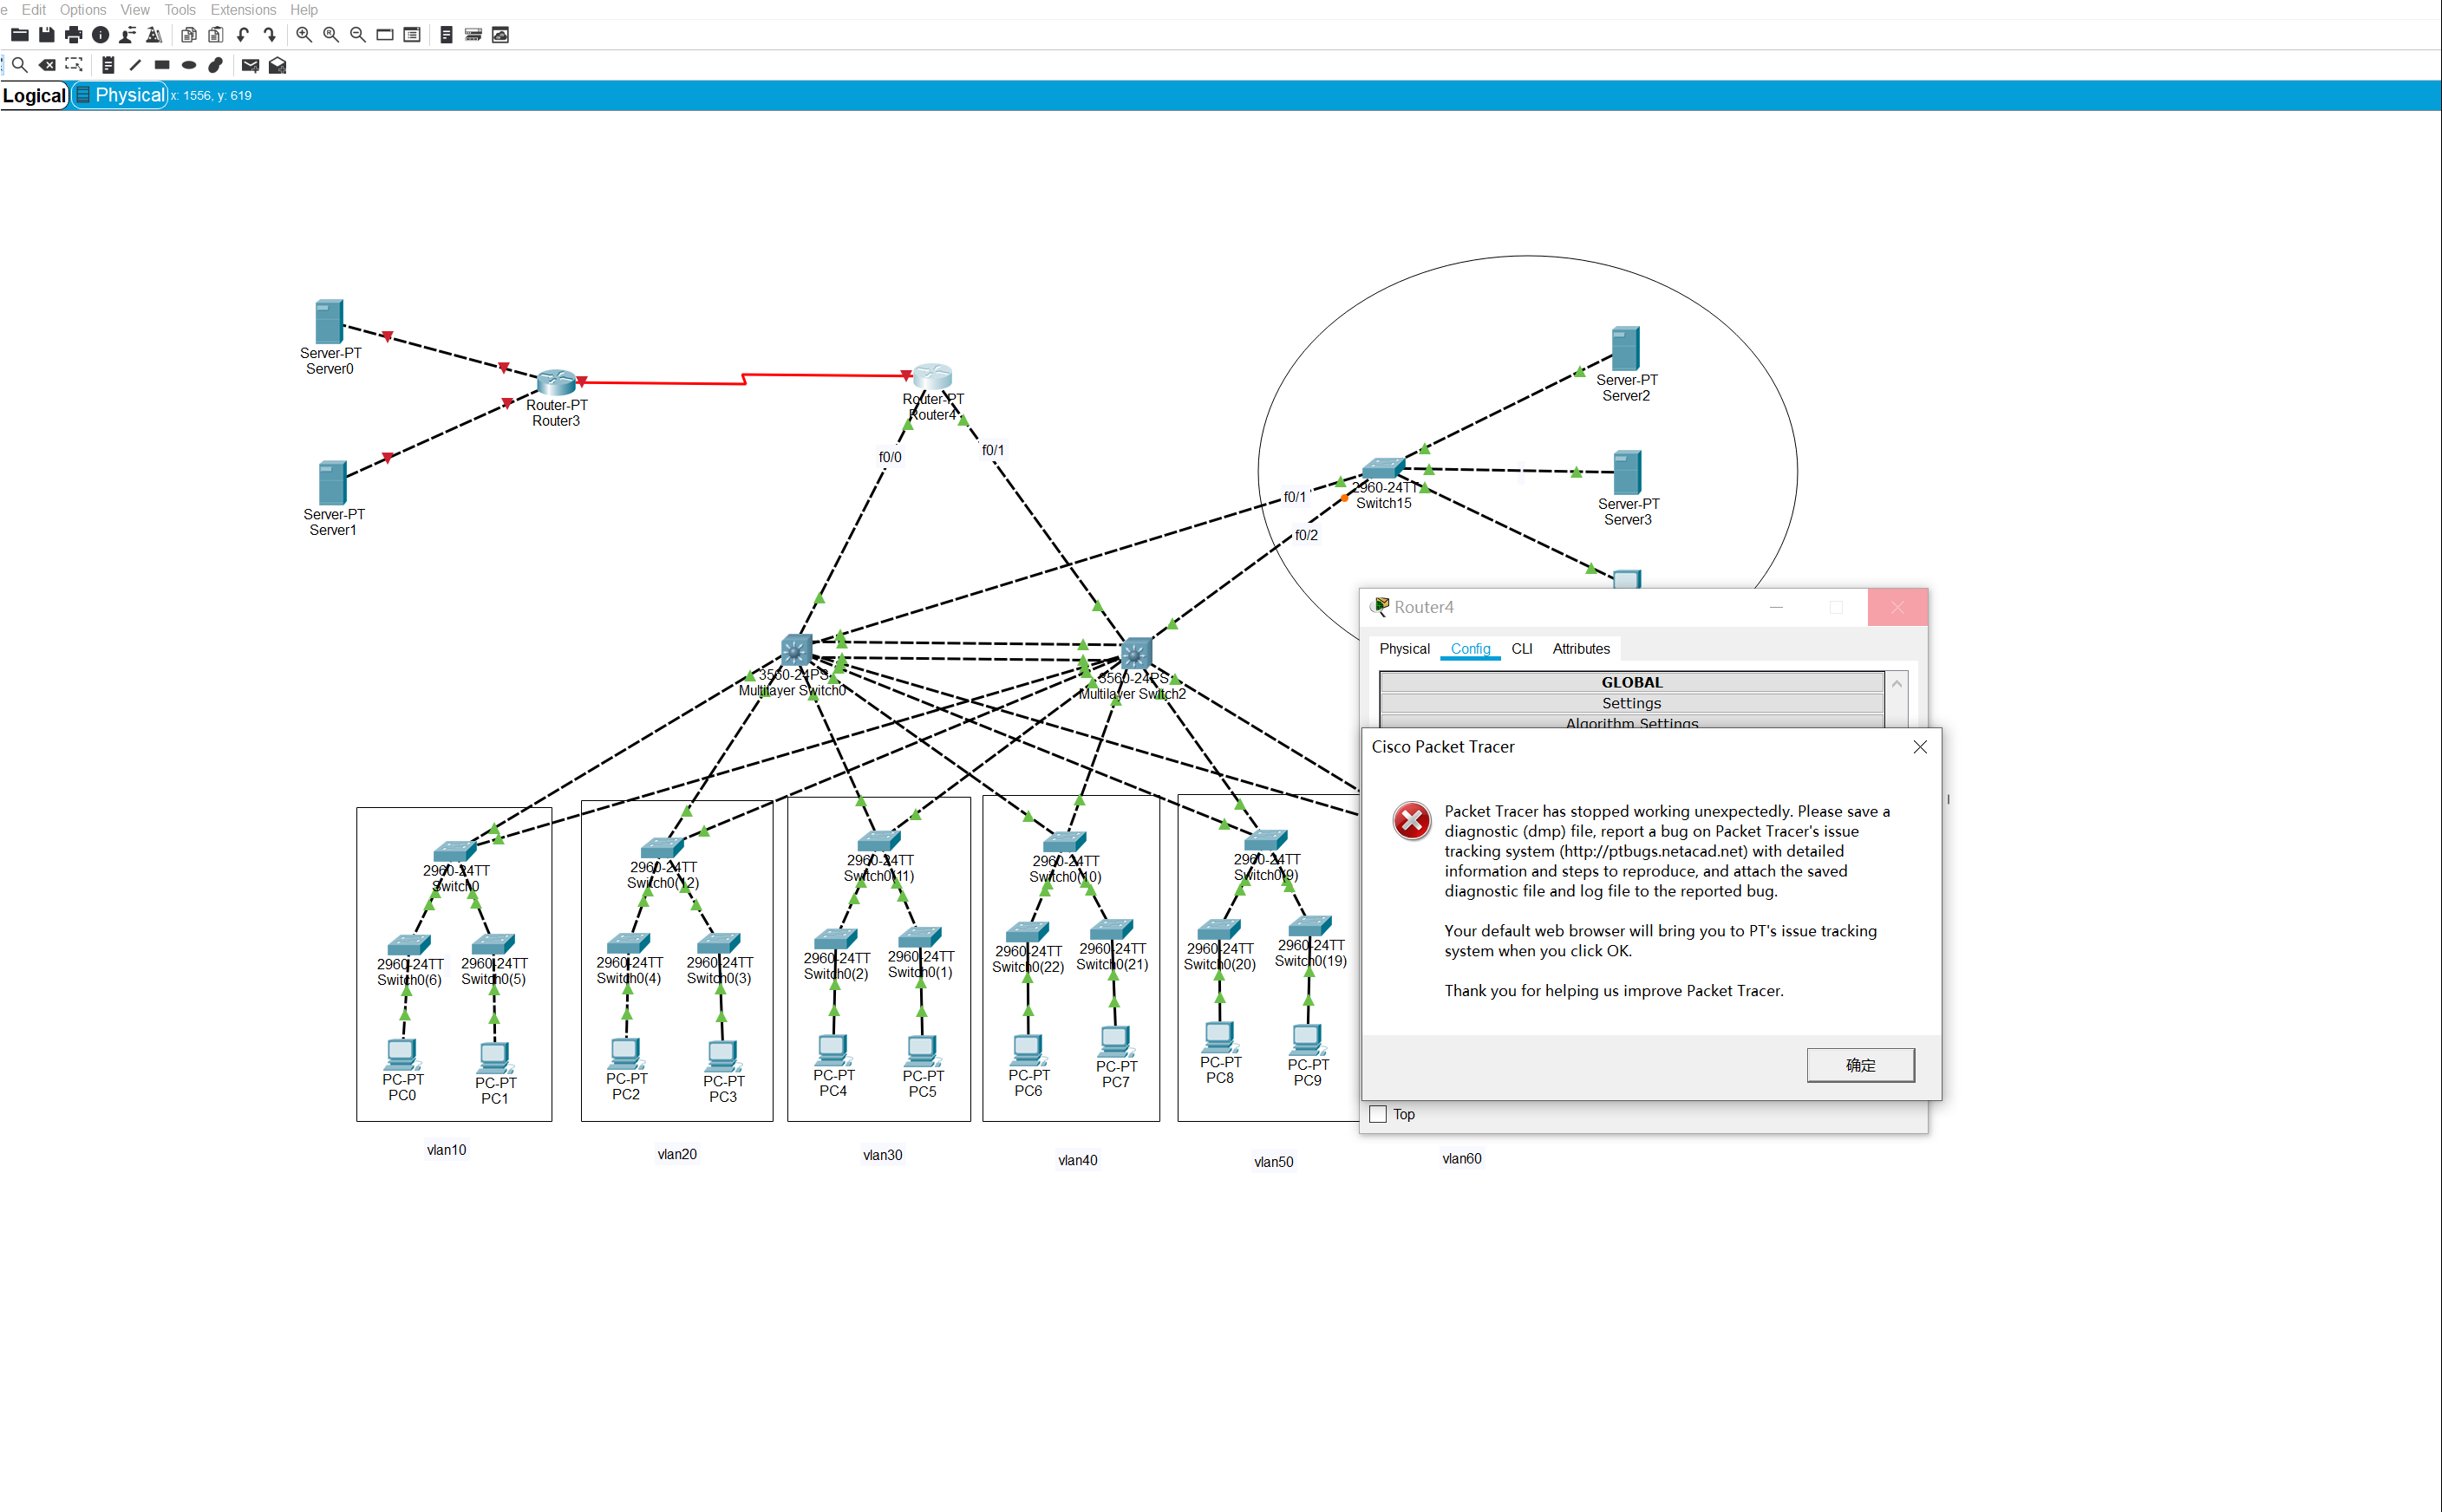 e Edit Options View Tools Extensions Help
Logical Physical x: 1556, y: 619
Server-PT
Server0
Router-PT
Router3
Server-PT
Server1
Router-PT
Router4
f0/0
f0/1
Server-PT
Server2
2960-24TT
Switch15
f0/1
f0/2
Server-PT
Server3
3560-24PS
Multilayer Switch0
3560-24PS
Multilayer Switch2
Router4
Physical Config CLI Attributes
GLOBAL
Settings
Algorithm Settings
Cisco Packet Tracer
Packet Tracer has stopped working unexpectedly. Please save a
diagnostic (dmp) file, report a bug on Packet Tracer's issue
tracking system (http://ptbugs.netacad.net) with detailed
information and steps to reproduce, and attach the saved
diagnostic file and log file to the reported bug.
Your default web browser will bring you to PT's issue tracking
system when you click OK.
Thank you for helping us improve Packet Tracer.
确定
Top
2960-24TT
Switch0
2960-24TT
Switch0(12)
2960-24TT
Switch0(11)
2960-24TT
Switch0(10)
2960-24TT
Switch0(9)
2960-24TT
Switch0(6)
2960-24TT
Switch0(5)
2960-24TT
Switch0(4)
2960-24TT
Switch0(3)
2960-24TT
Switch0(2)
2960-24TT
Switch0(1)
2960-24TT
Switch0(22)
2960-24TT
Switch0(21)
2960-24TT
Switch0(20)
2960-24TT
Switch0(19)
PC-PT
PC0
PC-PT
PC1
PC-PT
PC2
PC-PT
PC3
PC-PT
PC4
PC-PT
PC5
PC-PT
PC6
PC-PT
PC7
PC-PT
PC8
PC-PT
PC9
vlan10
vlan20
vlan30
vlan40
vlan50
vlan60